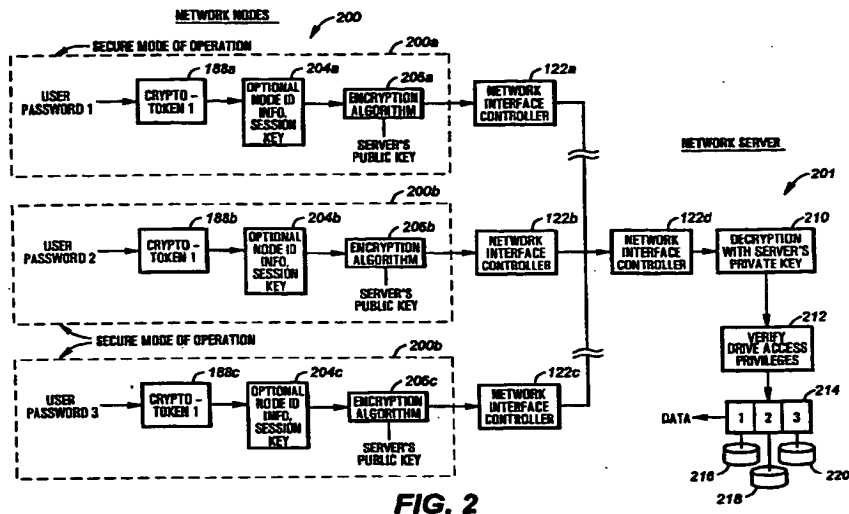 NETWORK NODES
200
SECURE MODE OF OPERATION
200a
188a
204a
206a
122a
USER
PASSWORD 1
CRYPTO -
TOKEN 1
OPTIONAL
NODE ID
INFO,
SESSION
KEY
ENCRYPTION
ALGORITHM
SERVER'S
PUBLIC KEY
NETWORK
INTERFACE
CONTROLLER
NETWORK SERVER
201
200b
188b
204b
206b
122b
122d
210
USER
PASSWORD 2
CRYPTO -
TOKEN 1
OPTIONAL
NODE ID
INFO,
SESSION
KEY
ENCRYPTION
ALGORITHM
SERVER'S
PUBLIC KEY
NETWORK
INTERFACE
CONTROLLER
NETWORK
INTERFACE
CONTROLLER
DECRYPTION
WITH SERVER'S
PRIVATE KEY
212
VERIFY
DRIVE ACCESS
PRIVILEGES
SECURE MODE OF OPERATION
200b
188c
204c
206c
122c
USER
PASSWORD 3
CRYPTO -
TOKEN 1
OPTIONAL
NODE ID
INFO,
SESSION
KEY
ENCRYPTION
ALGORITHM
SERVER'S
PUBLIC KEY
NETWORK
INTERFACE
CONTROLLER
214
DATA
1 2 3
216
218
220
FIG. 2